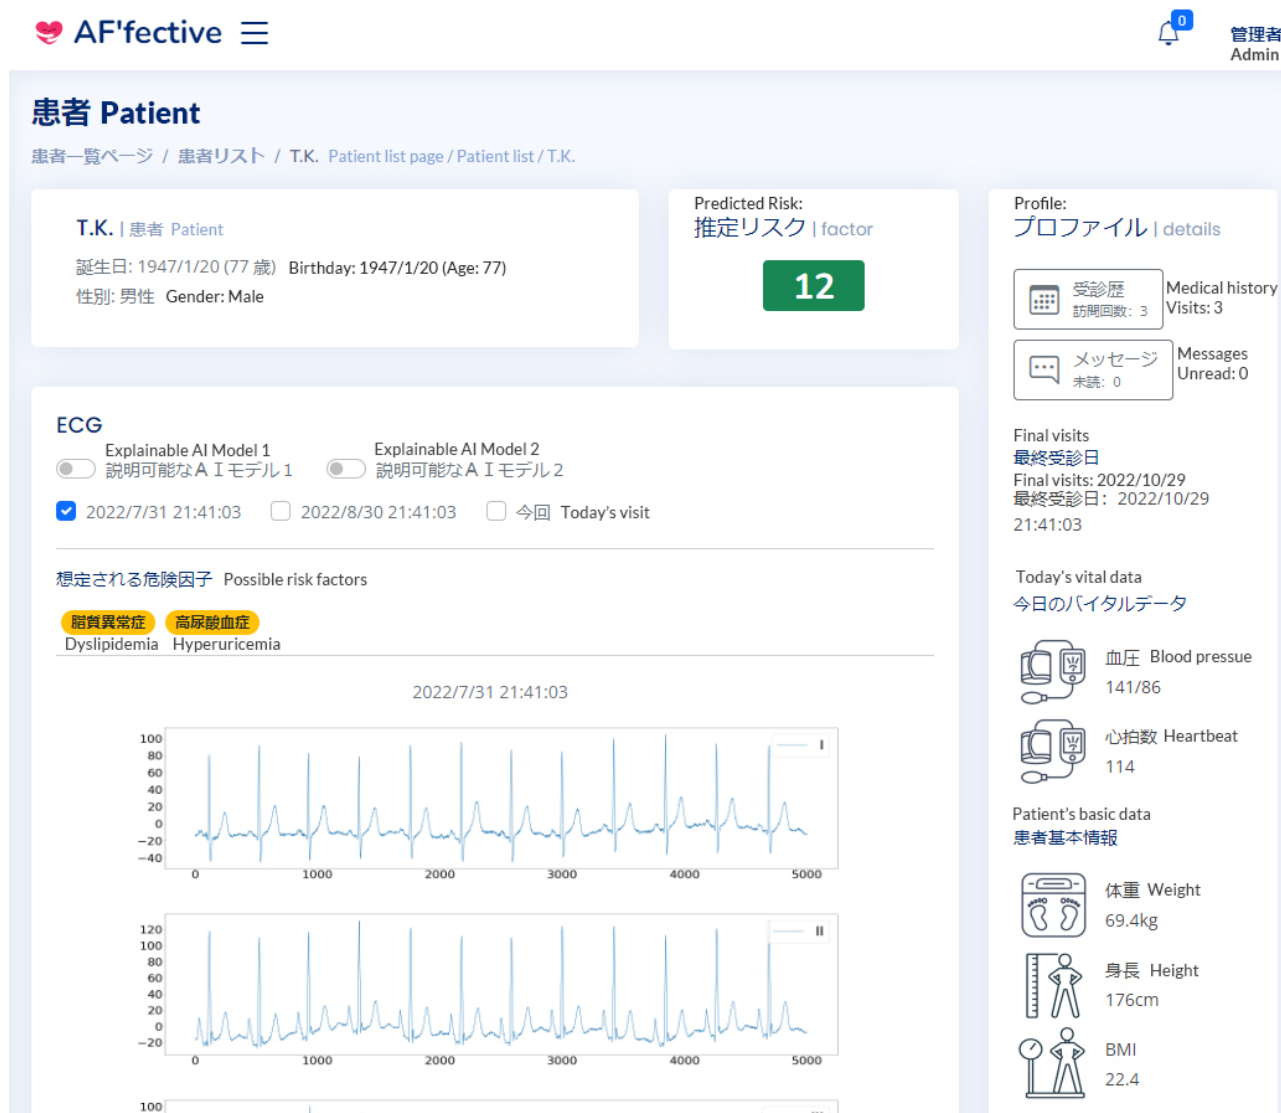 AF'fective
0
管理者
Admin
患者 Patient
患者一覧ページ / 患者リスト / T.K. Patient list page / Patient list / T.K.
T.K. | 患者 Patient
誕生日: 1947/1/20 (77 歳) Birthday: 1947/1/20 (Age: 77)
性別: 男性 Gender: Male
Predicted Risk:
推定リスク | factor
12
Profile:
プロファイル | details
受診歴
訪問回数: 3
Medical history
Visits: 3
メッセージ
未読: 0
Messages
Unread: 0
Final visits
最終受診日
Final visits: 2022/10/29
最終受診日: 2022/10/29
21:41:03
Today's vital data
今日のバイタルデータ
血圧 Blood pressue
141/86
心拍数 Heartbeat
114
Patient's basic data
患者基本情報
体重 Weight
69.4kg
身長 Height
176cm
BMI
22.4
ECG
Explainable AI Model 1
説明可能なＡＩモデル１
Explainable AI Model 2
説明可能なＡＩモデル２
2022/7/31 21:41:03
2022/8/30 21:41:03
今回 Today's visit
想定される危険因子 Possible risk factors
脂質異常症 高尿酸血症
Dyslipidemia Hyperuricemia
2022/7/31 21:41:03
100
80
60
40
20
0
−20
−40
I
0 1000 2000 3000 4000 5000
120
100
80
60
40
20
0
−20
II
0 1000 2000 3000 4000 5000
100